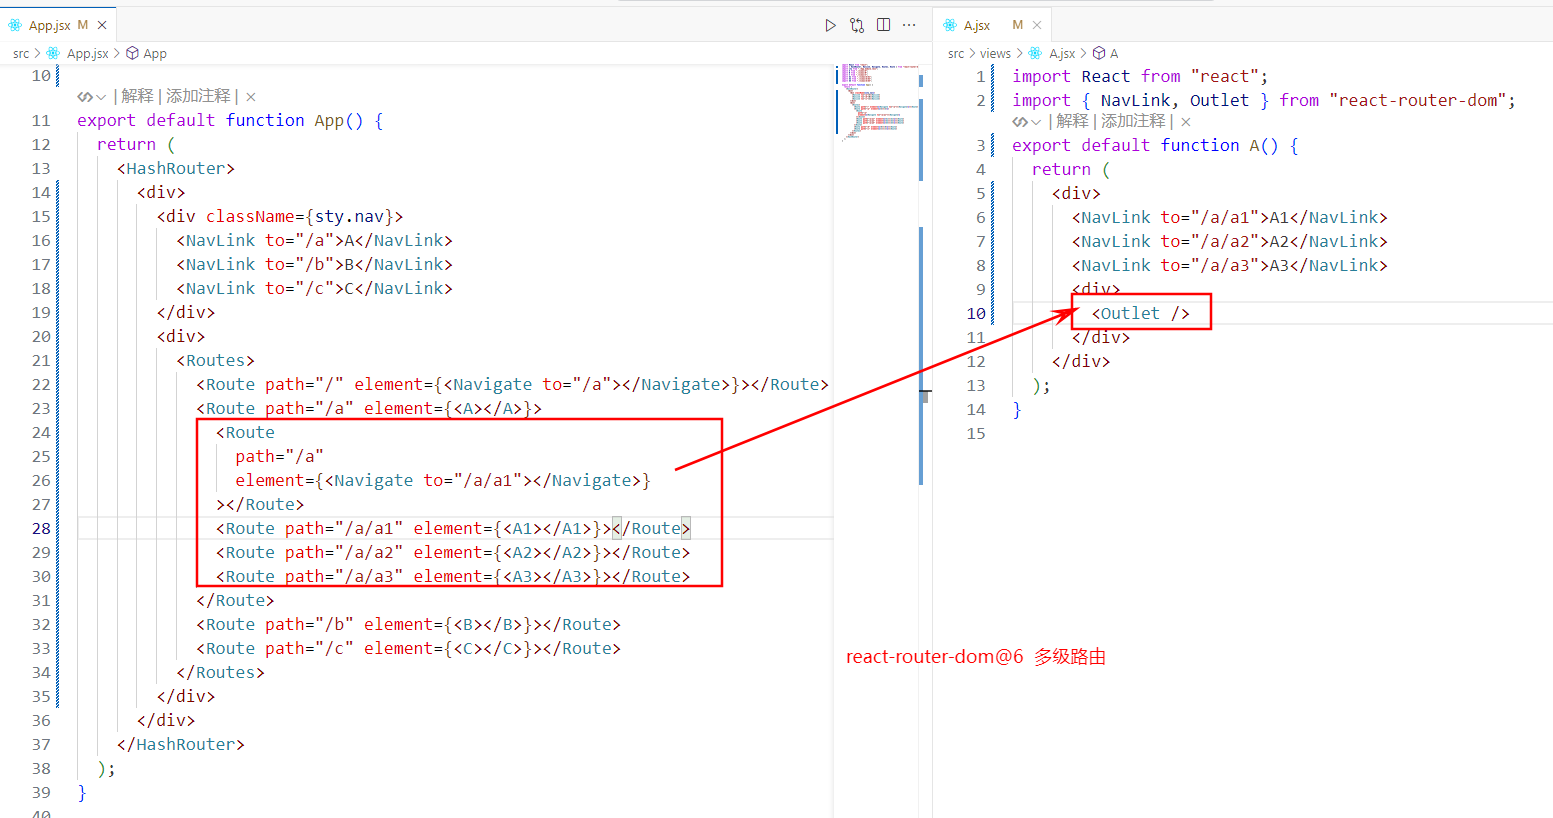 App.jsx M
src > App.jsx > App
10
| 解释 | 添加注释 | ×
11 export default function App() {
12 return (
13 <HashRouter>
14 <div>
15 <div className={sty.nav}>
16 <NavLink to="/a">A</NavLink>
17 <NavLink to="/b">B</NavLink>
18 <NavLink to="/c">C</NavLink>
19 </div>
20 <div>
21 <Routes>
22 <Route path="/" element={<Navigate to="/a"></Navigate>}></Route>
23 <Route path="/a" element={<A></A>}>
24 <Route
25 path="/a"
26 element={<Navigate to="/a/a1"></Navigate>}
27 ></Route>
28 <Route path="/a/a1" element={<A1></A1>}></Route>
29 <Route path="/a/a2" element={<A2></A2>}></Route>
30 <Route path="/a/a3" element={<A3></A3>}></Route>
31 </Route>
32 <Route path="/b" element={<B></B>}></Route>
33 <Route path="/c" element={<C></C>}></Route>
34 </Routes>
35 </div>
36 </div>
37 </HashRouter>
38 );
39 }
40
A.jsx M
src > views > A.jsx > A
1 import React from "react";
2 import { NavLink, Outlet } from "react-router-dom";
| 解释 | 添加注释 | ×
3 export default function A() {
4 return (
5 <div>
6 <NavLink to="/a/a1">A1</NavLink>
7 <NavLink to="/a/a2">A2</NavLink>
8 <NavLink to="/a/a3">A3</NavLink>
9 <div>
10 <Outlet />
11 </div>
12 </div>
13 );
14 }
15
react-router-dom@6 多级路由